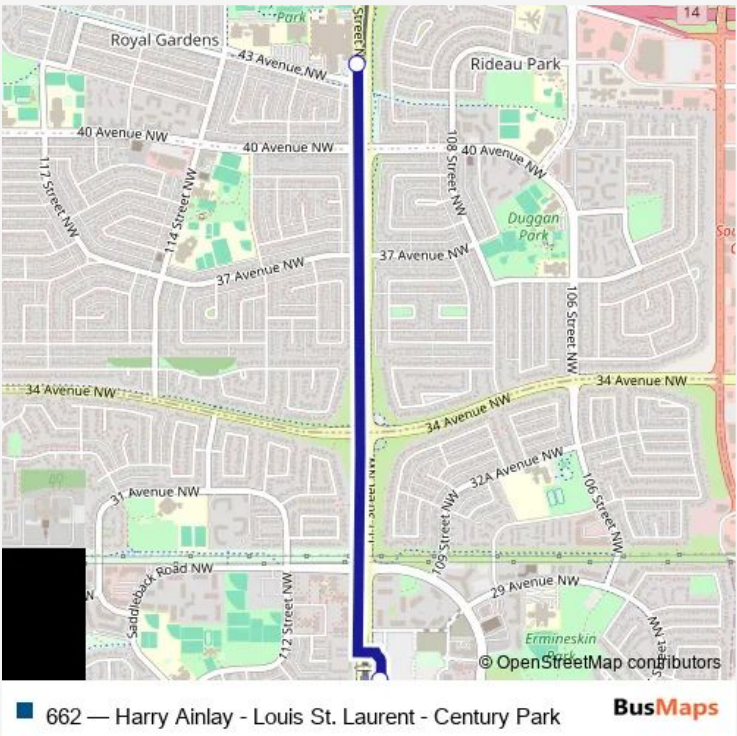 Park
Street N
14
Royal Gardens
43 Avenue NW
Rideau Park
40 Avenue NW
40 Avenue NW
108 Street NW
40 Avenue NW
117 Street NW
114 Street NW
Duggan
Park
37 Avenue NW
37 Avenue NW
106 Street NW
34 Avenue NW
34 Avenue NW
34 Avenue NW
32A Avenue NW
31 Avenue NW
106 Street NW
109 Street NW
Saddleback Road NW
29 Avenue NW
112 Street NW
Ermineskin
Park
© OpenStreetMap contributors
662 — Harry Ainlay - Louis St. Laurent - Century Park
BusMaps